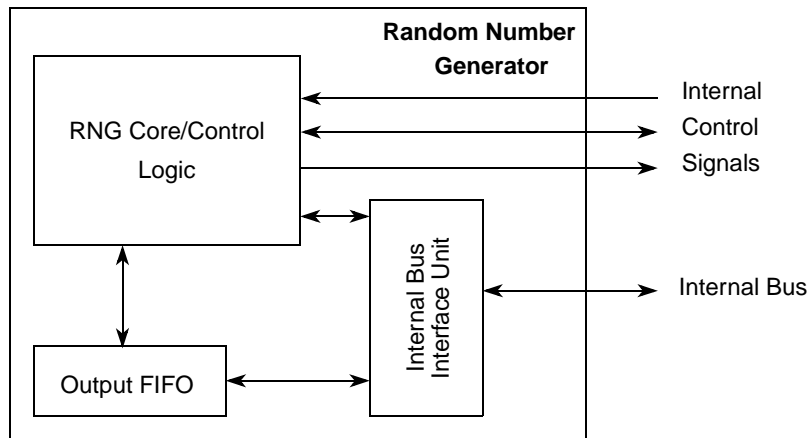 Random Number
Generator
RNG Core/Control
Logic
Internal
Control
Signals
Internal Bus
Interface Unit
Internal Bus
Output FIFO